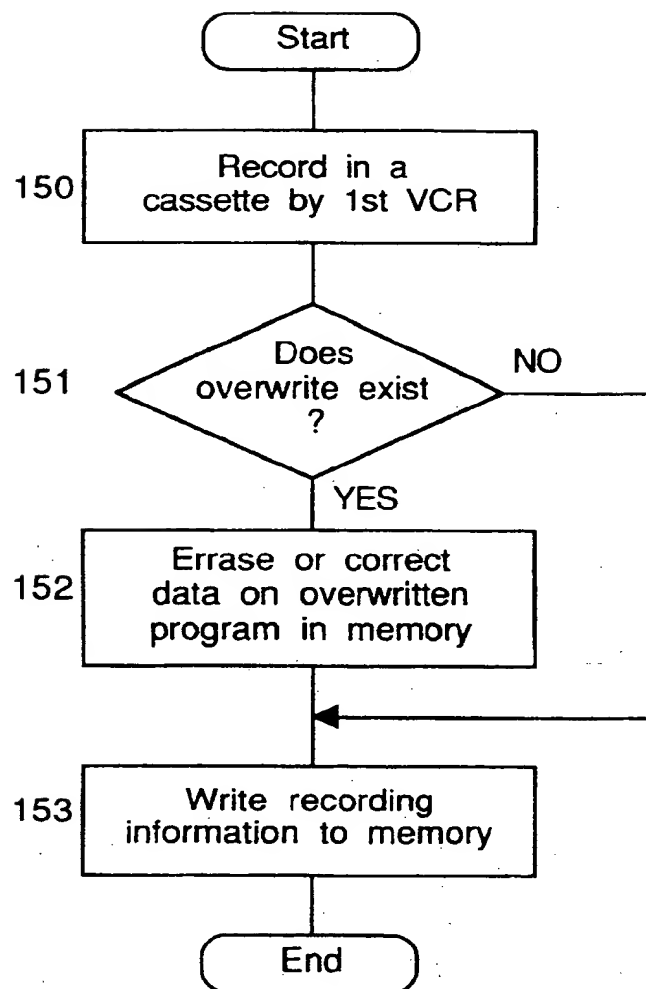 Start
150
Record in a
cassette by 1st VCR
151
Does
overwrite exist
?
NO
YES
152
Errase or correct
data on overwritten
program in memory
153
Write recording
information to memory
End